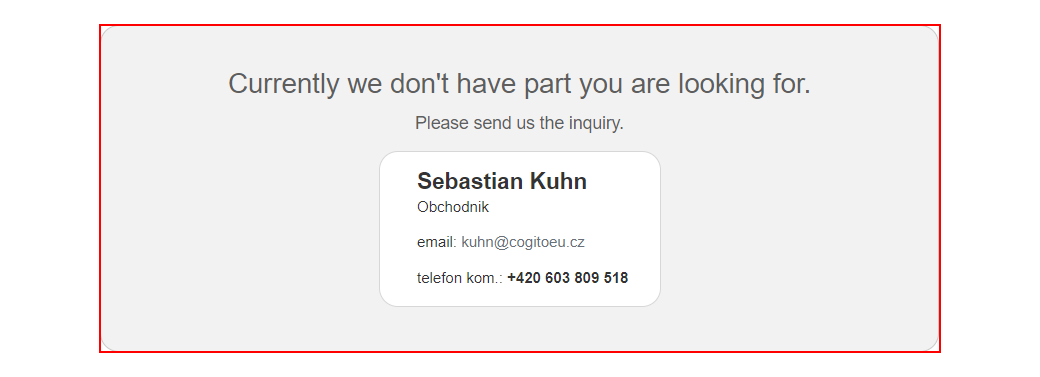 Currently we don't have part you are looking for.
Please send us the inquiry.
Sebastian Kuhn
Obchodnik
email: kuhn@cogitoeu.cz
telefon kom.: +420 603 809 518